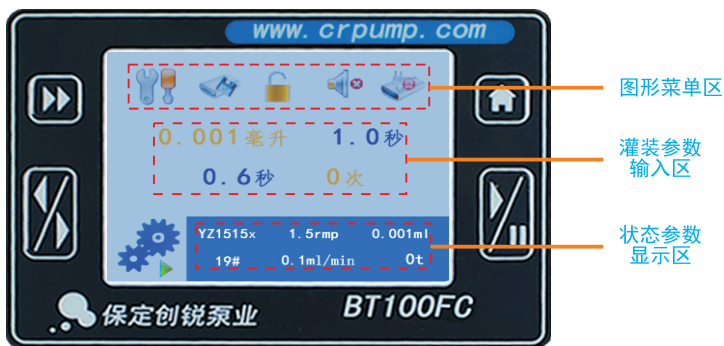 www. crpump. com
图形菜单区
0.001毫升 1.0秒
灌装参数
输入区
0.6秒 0次
YZ1515x 1.5rmp 0.001ml
状态参数
显示区
19# 0.1ml/min 0t
保定创锐泵业 BT100FC